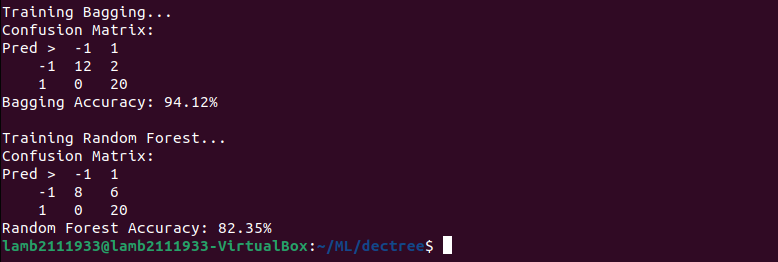 Training Bagging...
Confusion Matrix:
Pred >  -1  1
    -1  12  2
    1   0   20
Bagging Accuracy: 94.12%

Training Random Forest...
Confusion Matrix:
Pred >  -1  1
    -1  8   6
    1   0   20
Random Forest Accuracy: 82.35%
lamb2111933@lamb2111933-VirtualBox:~/ML/dectree$